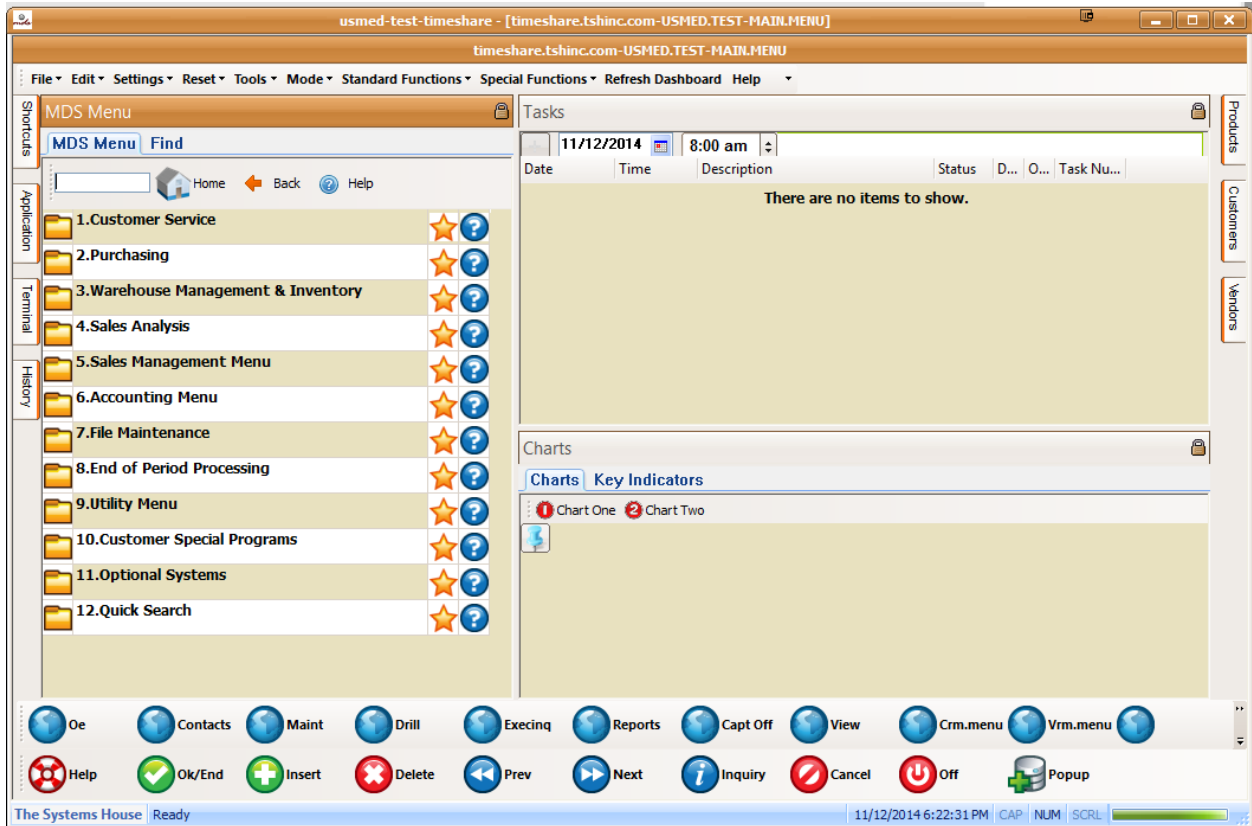 usmed-test-timeshare - [timeshare.tshinc.com-USMED.TEST-MAIN.MENU]
timeshare.tshinc.com-USMED.TEST-MAIN.MENU
File Edit Settings Reset Tools Mode Standard Functions Special Functions Refresh Dashboard Help
Shortcuts
Application
Terminal
History
MDS Menu
MDS Menu Find
Home Back Help
1.Customer Service
2.Purchasing
3.Warehouse Management & Inventory
4.Sales Analysis
5.Sales Management Menu
6.Accounting Menu
7.File Maintenance
8.End of Period Processing
9.Utility Menu
10.Customer Special Programs
11.Optional Systems
12.Quick Search
Tasks
11/12/2014 8:00 am
Date Time Description Status D... O... Task Nu...
There are no items to show.
Charts
Charts Key Indicators
1 Chart One 2 Chart Two
Products
Customers
Vendors
Oe Contacts Maint Drill Execinq Reports Capt Off View Crm.menu Vrm.menu
Help Ok/End Insert Delete Prev Next Inquiry Cancel Off Popup
The Systems House Ready 11/12/2014 6:22:31 PM CAP NUM SCRL